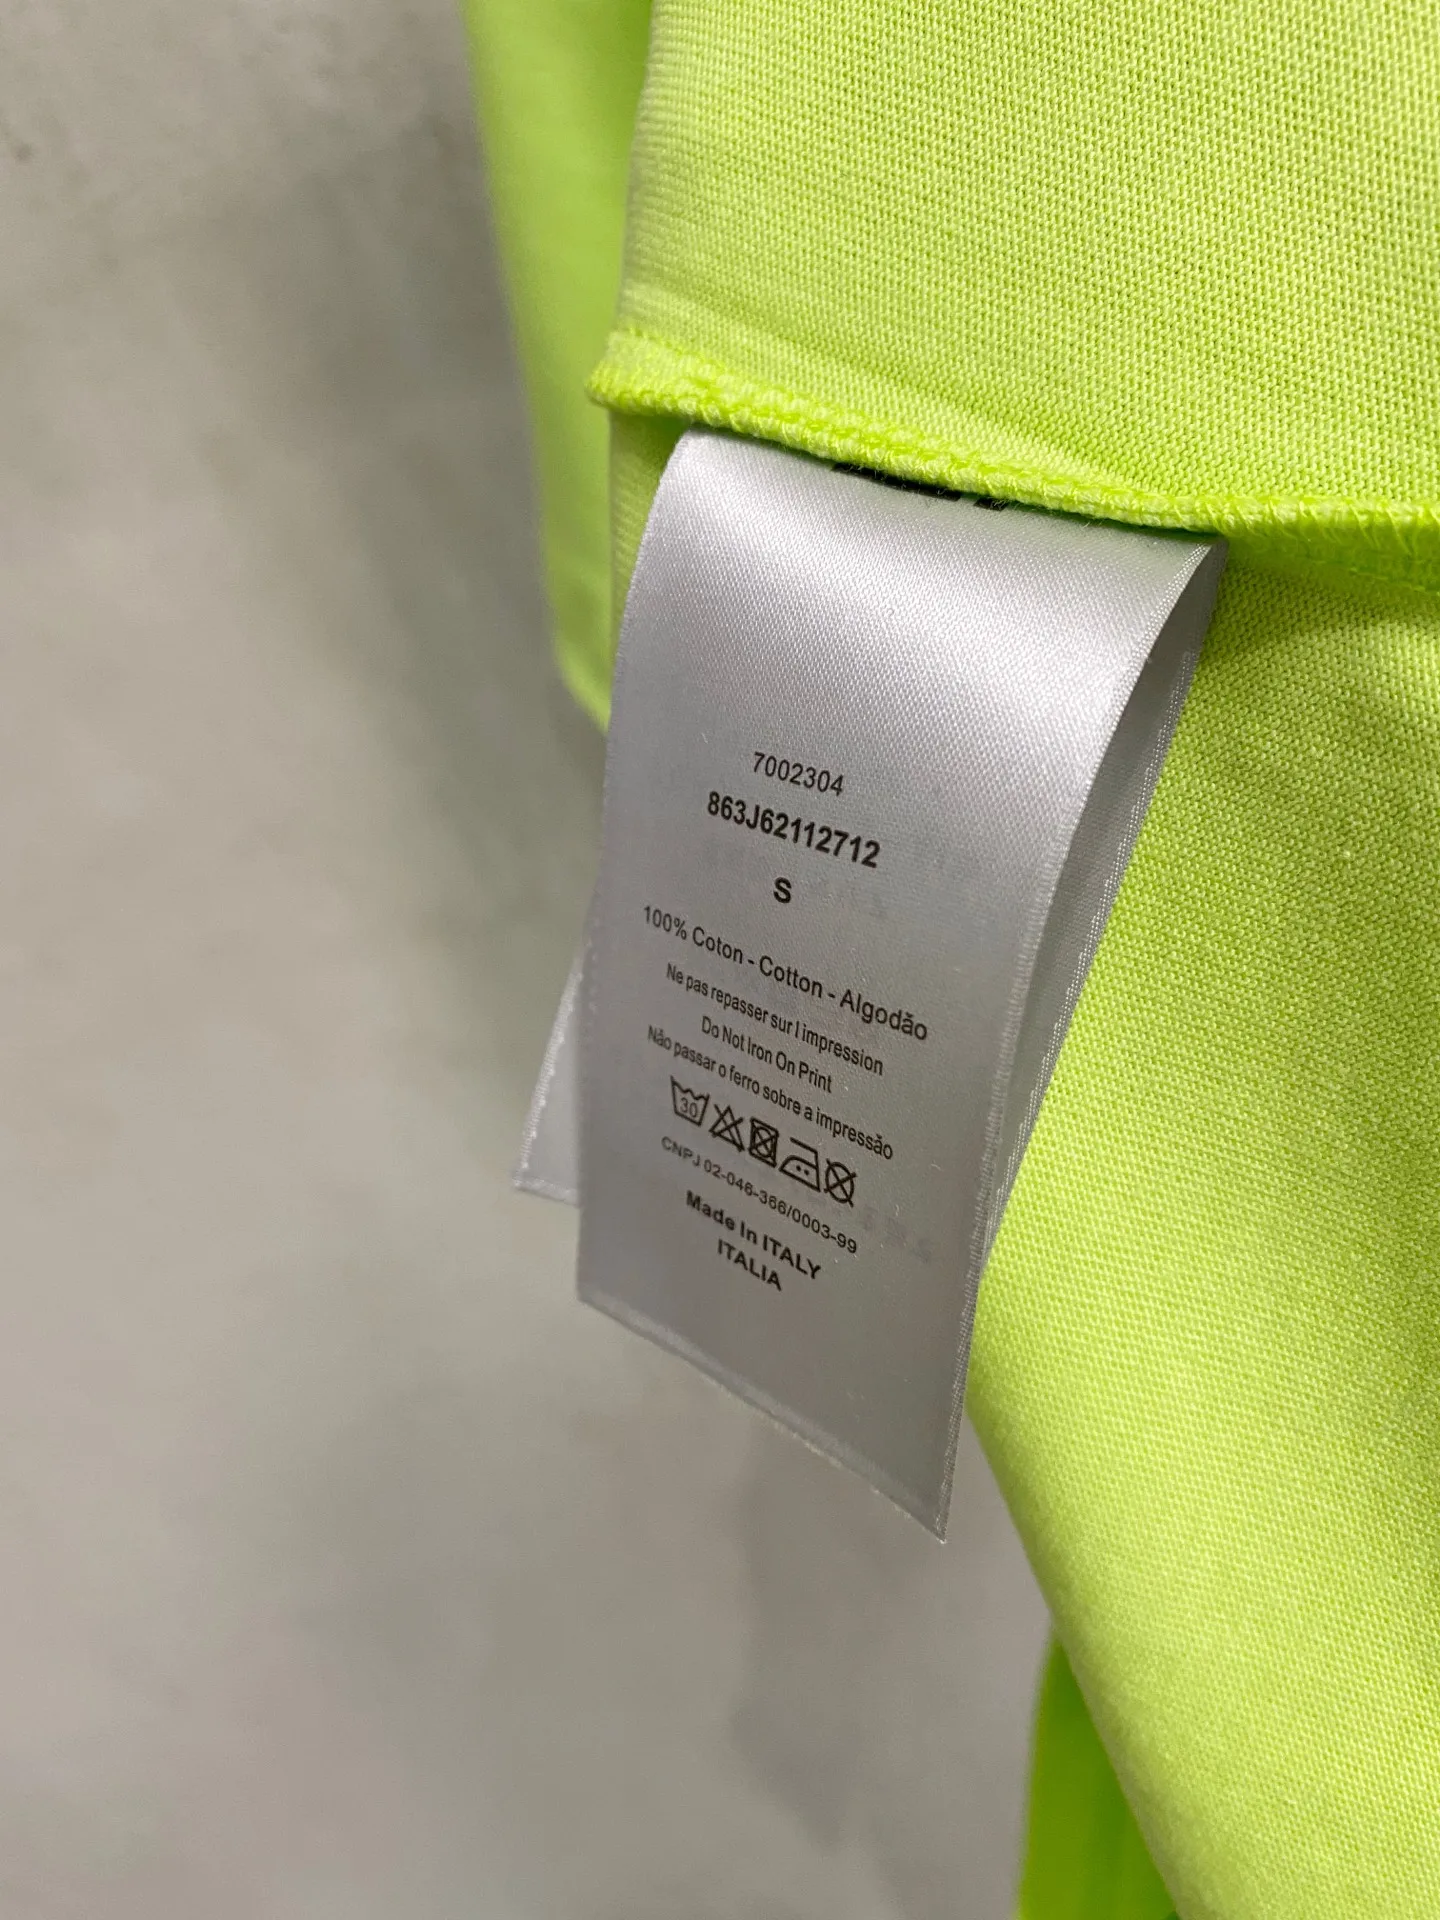 7002304
863J62112712
S
100% Coton - Cotton - Algodão
Ne pas repasser sur l impression
Do Not Iron On Print
Não passar o ferro sobre a impressão
30
CNPJ 02-046-366/0003-99
Made In ITALY
ITALIA